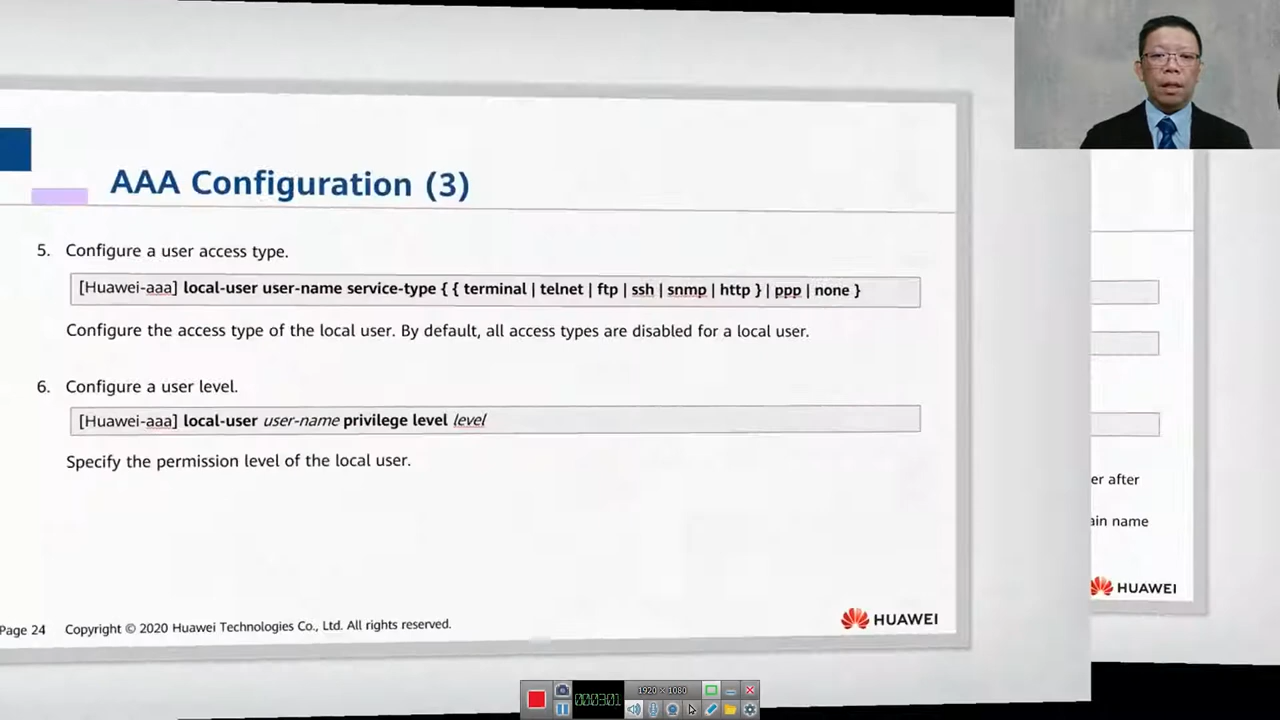 AAA Configuration (3)
5. Configure a user access type.
[Huawei-aaa] local-user user-name service-type { { terminal | telnet | ftp | ssh | snmp | http } | ppp | none }
Configure the access type of the local user. By default, all access types are disabled for a local user.
6. Configure a user level.
[Huawei-aaa] local-user user-name privilege level level
Specify the permission level of the local user.
Page 24 Copyright © 2020 Huawei Technologies Co., Ltd. All rights reserved.
HUAWEI
er after
ain name
HUAWEI
000301
1920 × 1080